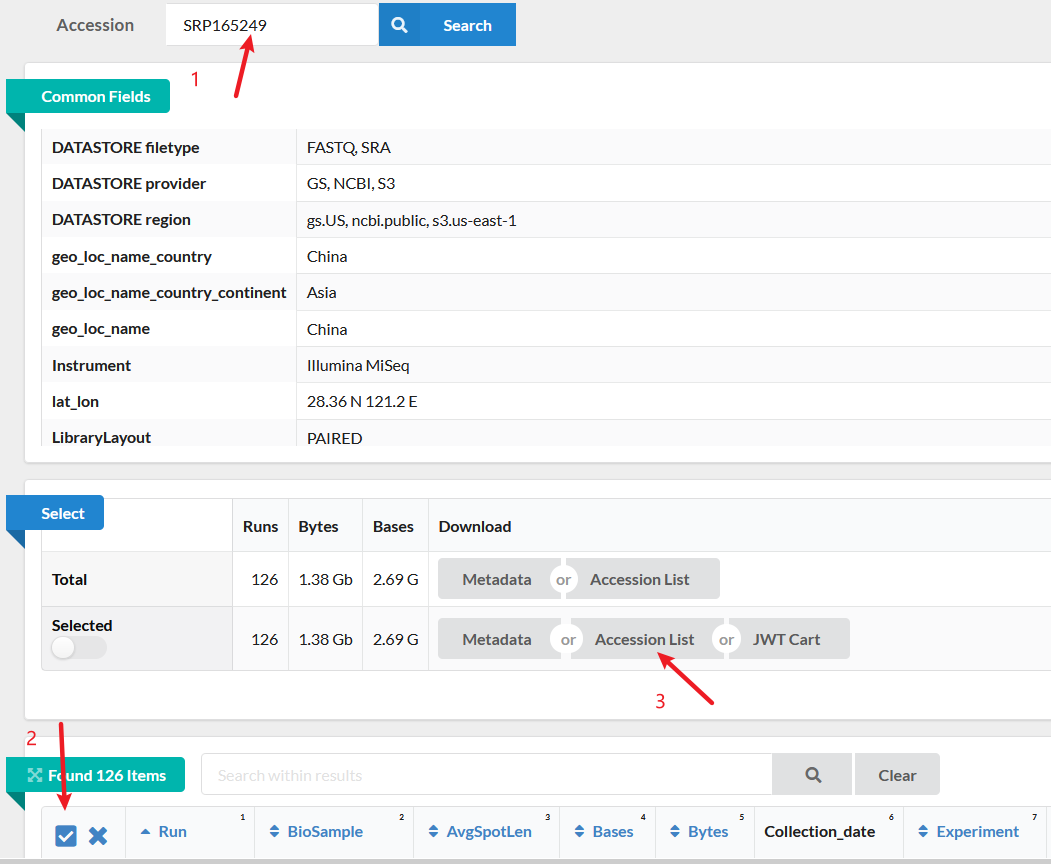 Accession SRP165249 Search
1
Common Fields
DATASTORE filetype FASTQ, SRA
DATASTORE provider GS, NCBI, S3
DATASTORE region gs.US, ncbi.public, s3.us-east-1
geo_loc_name_country China
geo_loc_name_country_continent Asia
geo_loc_name China
Instrument Illumina MiSeq
lat_lon 28.36 N 121.2 E
LibraryLayout PAIRED
Select
Runs Bytes Bases Download
Total 126 1.38 Gb 2.69 G Metadata or Accession List
Selected 126 1.38 Gb 2.69 G Metadata or Accession List or JWT Cart
3
2
Found 126 Items Search within results Clear
Run 1 BioSample 2 AvgSpotLen 3 Bases 4 Bytes 5 Collection_date 6 Experiment 7